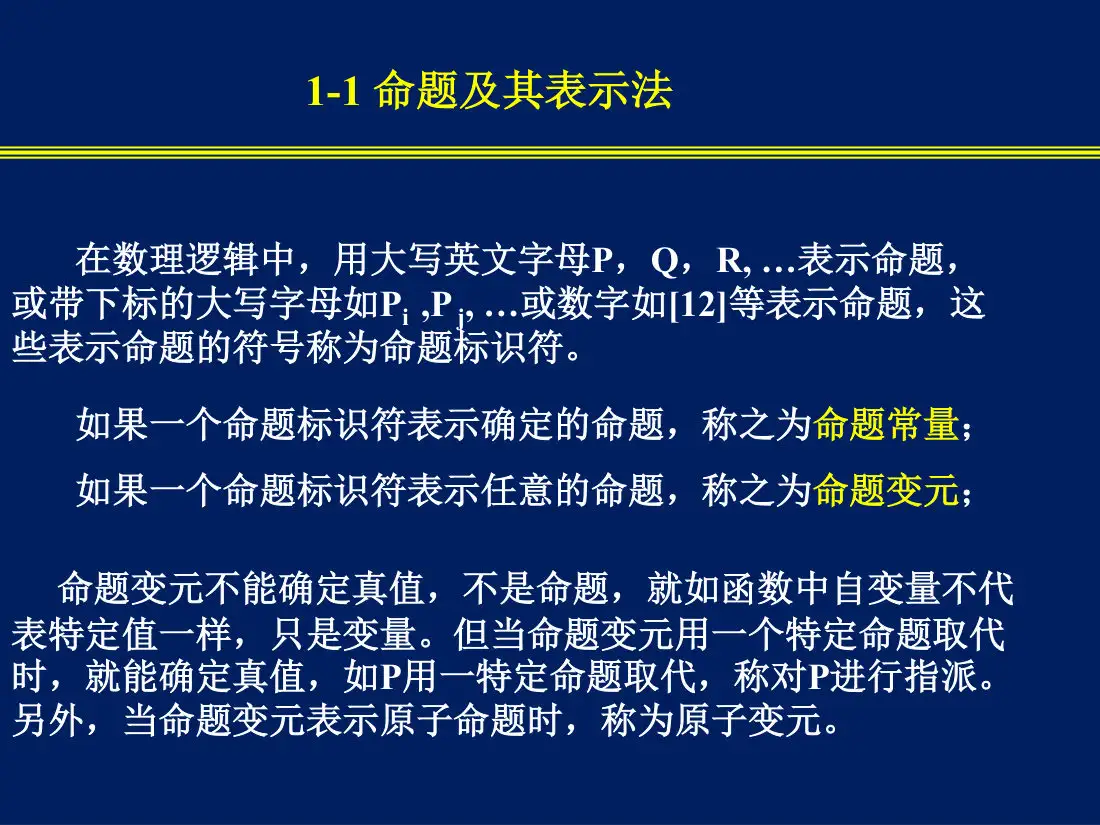 1-1 命题及其表示法
在数理逻辑中，用大写英文字母P，Q，R, …表示命题，
或带下标的大写字母如Pi ,P j, …或数字如[12]等表示命题，这
些表示命题的符号称为命题标识符。
如果一个命题标识符表示确定的命题，称之为命题常量；
如果一个命题标识符表示任意的命题，称之为命题变元；
命题变元不能确定真值，不是命题，就如函数中自变量不代
表特定值一样，只是变量。但当命题变元用一个特定命题取代
时，就能确定真值，如P用一特定命题取代，称对P进行指派。
另外，当命题变元表示原子命题时，称为原子变元。